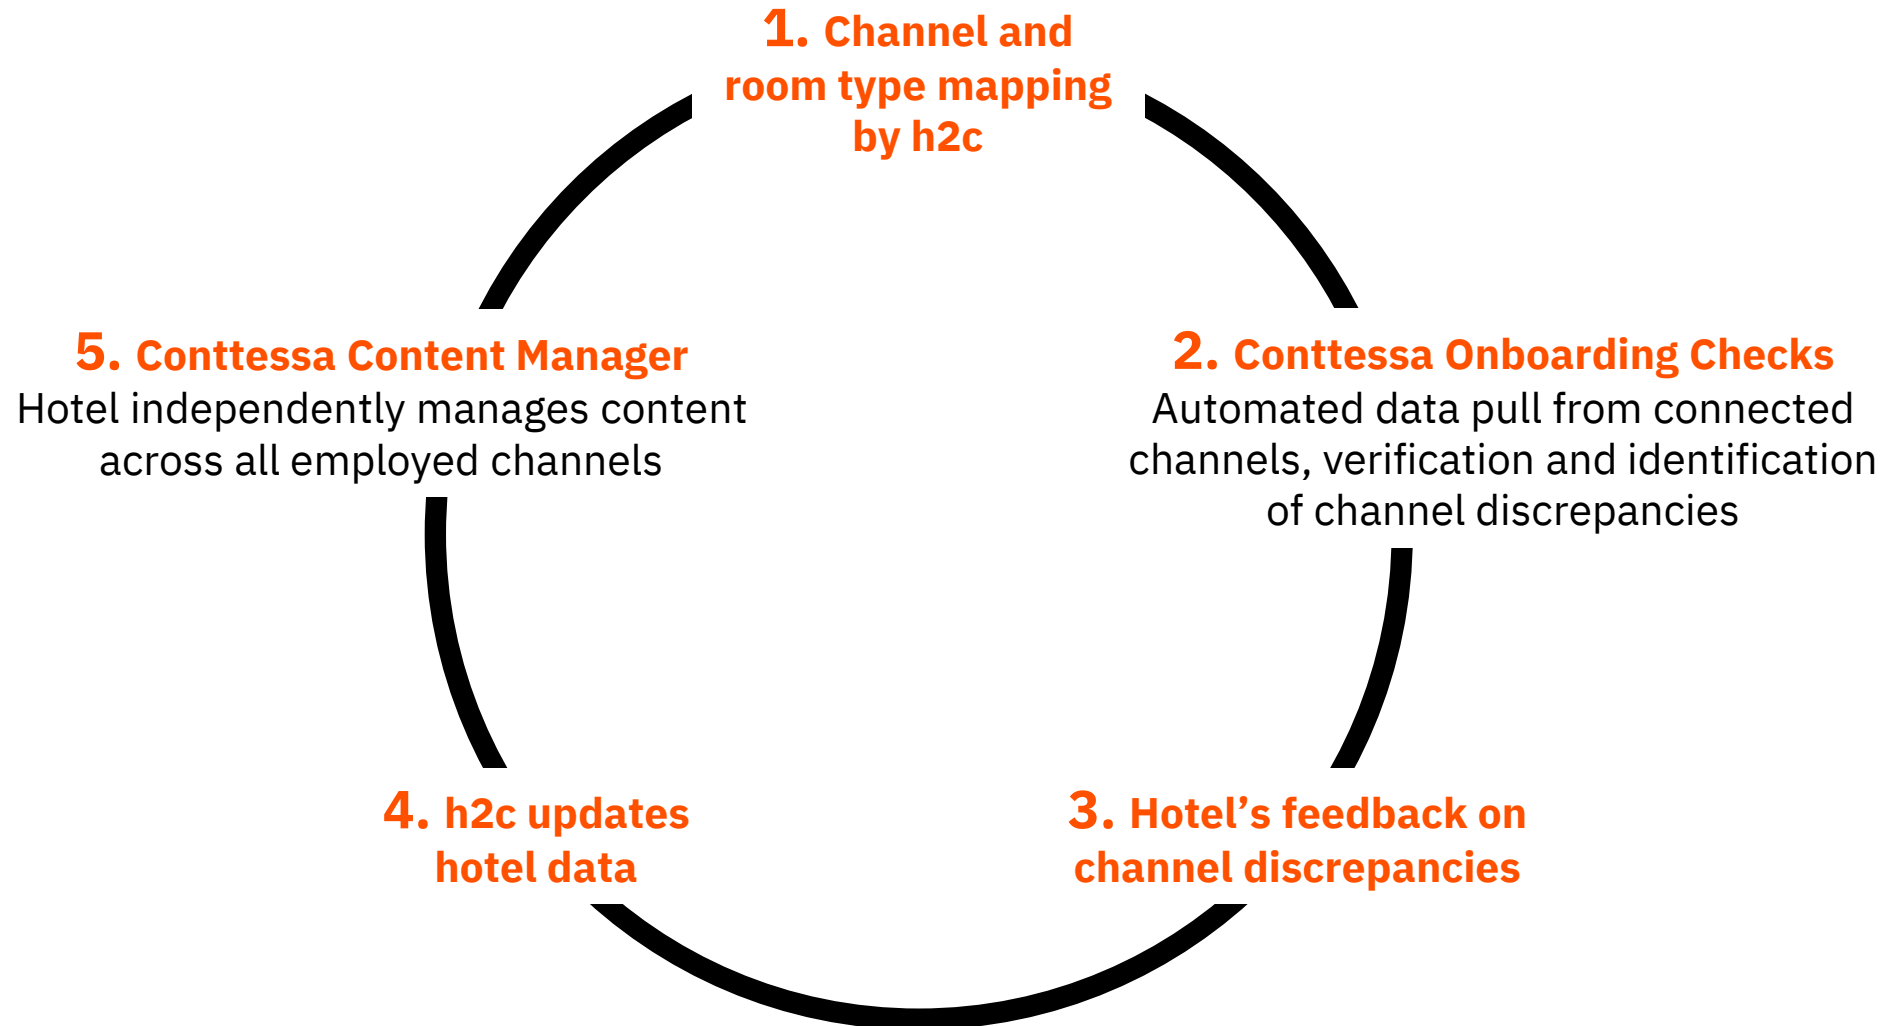 1. Channel and
room type mapping
by h2c
2. Conttessa Onboarding Checks
Automated data pull from connected
channels, verification and identification
of channel discrepancies
3. Hotel’s feedback on
channel discrepancies
4. h2c updates
hotel data
5. Conttessa Content Manager
Hotel independently manages content
across all employed channels